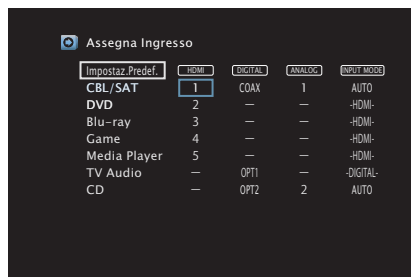 Assegna Ingresso
Impostaz.Predef. HDMI DIGITAL ANALOG INPUT MODE
CBL/SAT 1 COAX 1 AUTO
DVD 2 — — -HDMI-
Blu-ray 3 — — -HDMI-
Game 4 — — -HDMI-
Media Player 5 — — -HDMI-
TV Audio — OPT1 — -DIGITAL-
CD — OPT2 2 AUTO